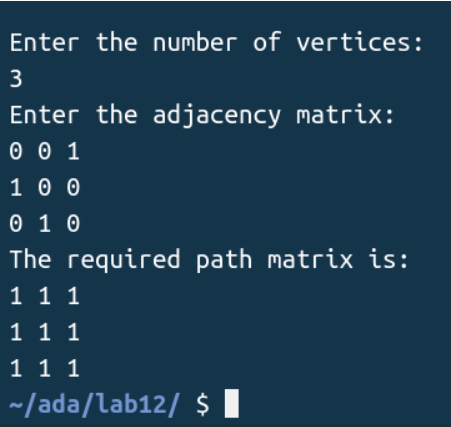 Enter the number of vertices:
3
Enter the adjacency matrix:
0 0 1
1 0 0
0 1 0
The required path matrix is:
1 1 1
1 1 1
1 1 1
~/ada/lab12/ $